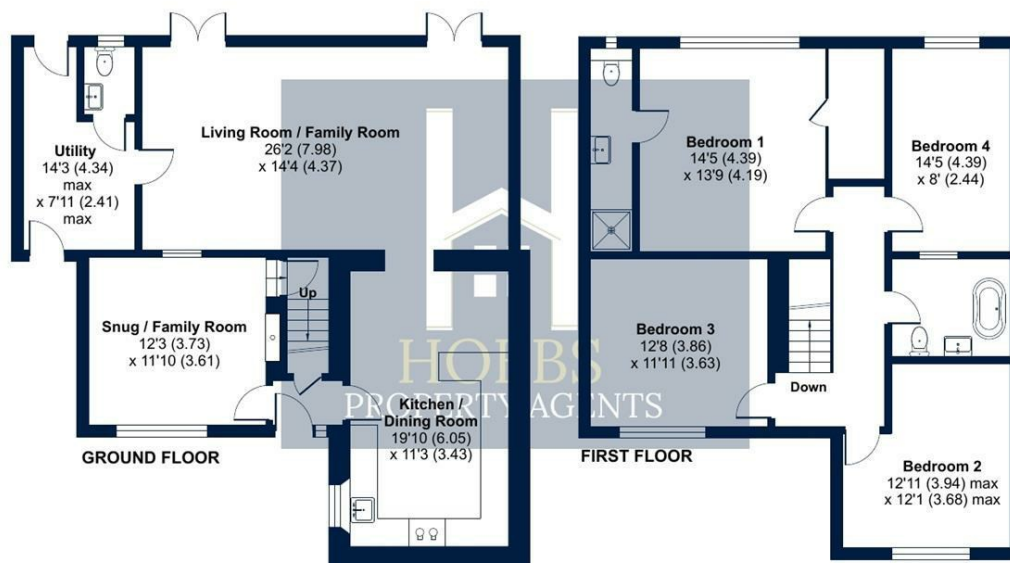 Living Room / Family Room
26'2 (7.98)
x 14'4 (4.37)
Utility
14'3 (4.34)
max
x 7'11 (2.41)
max
Snug / Family Room
12'3 (3.73)
x 11'10 (3.61)
Up
Kitchen /
Dining Room
19'10 (6.05)
x 11'3 (3.43)
GROUND FLOOR
HOBBS
PROPERTY AGENTS
Bedroom 1
14'5 (4.39)
x 13'9 (4.19)
Bedroom 4
14'5 (4.39)
x 8' (2.44)
Bedroom 3
12'8 (3.86)
x 11'11 (3.63)
Down
Bedroom 2
12'11 (3.94) max
x 12'1 (3.68) max
FIRST FLOOR